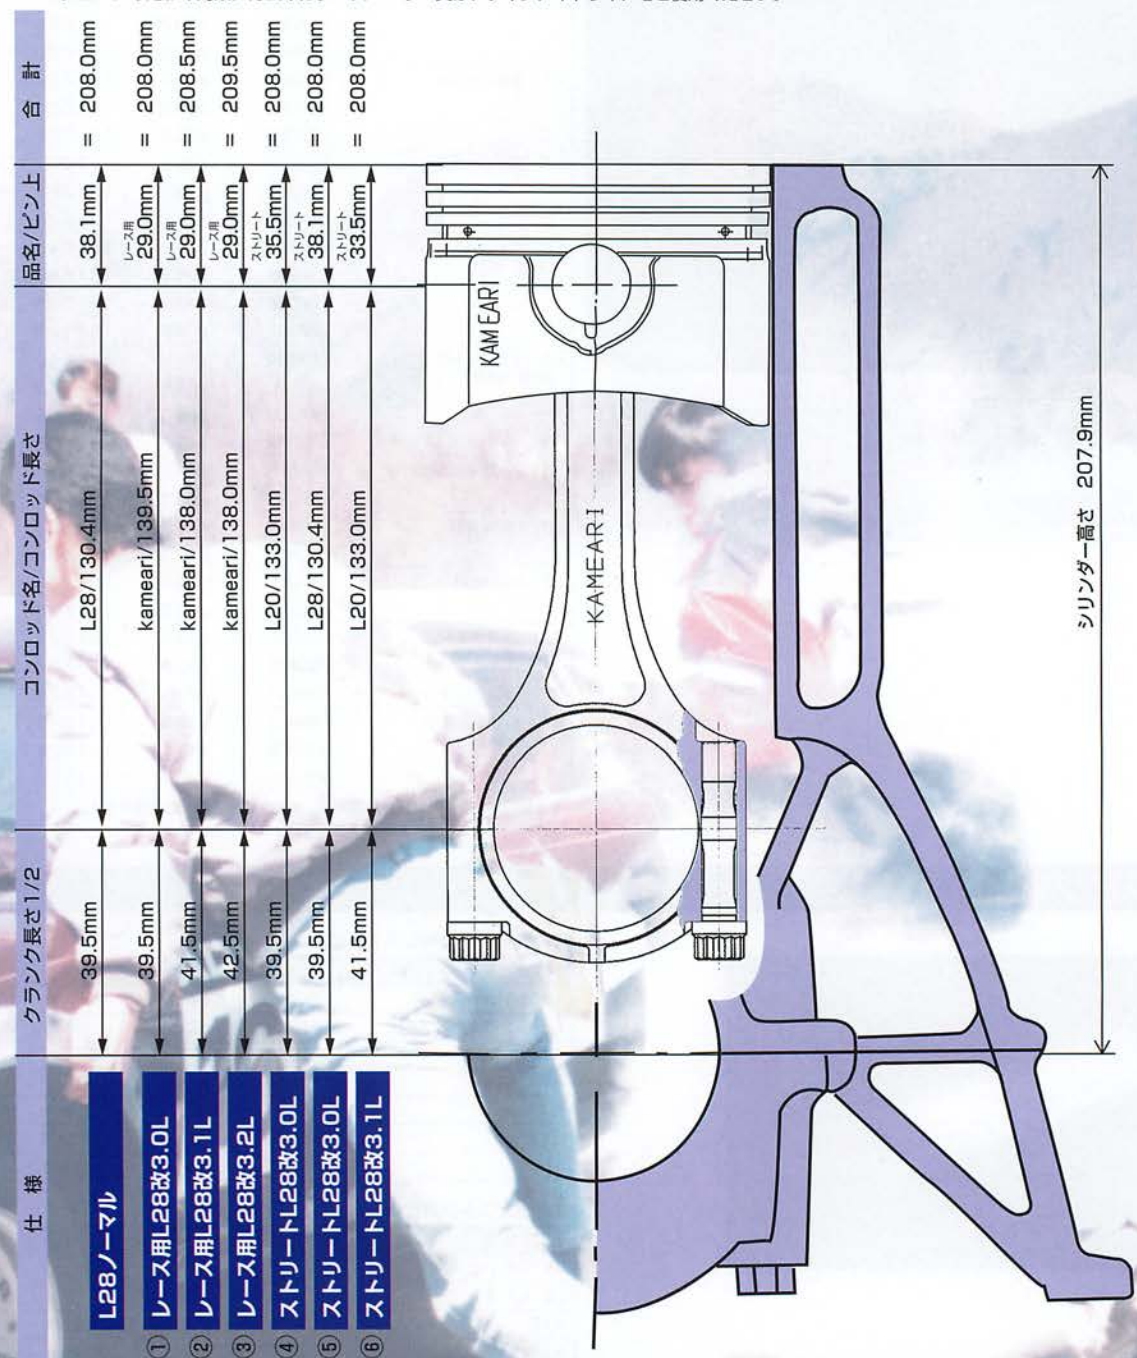 仕 様 クランク長さ1/2 コンロッド名/コンロッド長さ 品名/ピン上 合 計
L28ノーマル 39.5mm L28/130.4mm 38.1mm = 208.0mm
① レース用L28改3.0L 39.5mm kameari/139.5mm レース用 29.0mm = 208.0mm
② レース用L28改3.1L 41.5mm kameari/138.0mm レース用 29.0mm = 208.5mm
③ レース用L28改3.2L 42.5mm kameari/138.0mm レース用 29.0mm = 209.5mm
④ ストリートL28改3.0L 39.5mm L20/133.0mm ストリート 35.5mm = 208.0mm
⑤ ストリートL28改3.0L 39.5mm L28/130.4mm ストリート 38.1mm = 208.0mm
⑥ ストリートL28改3.1L 41.5mm L20/133.0mm ストリート 33.5mm = 208.0mm
KAMEARI
KAMEARI
シリンダー高さ 207.9mm